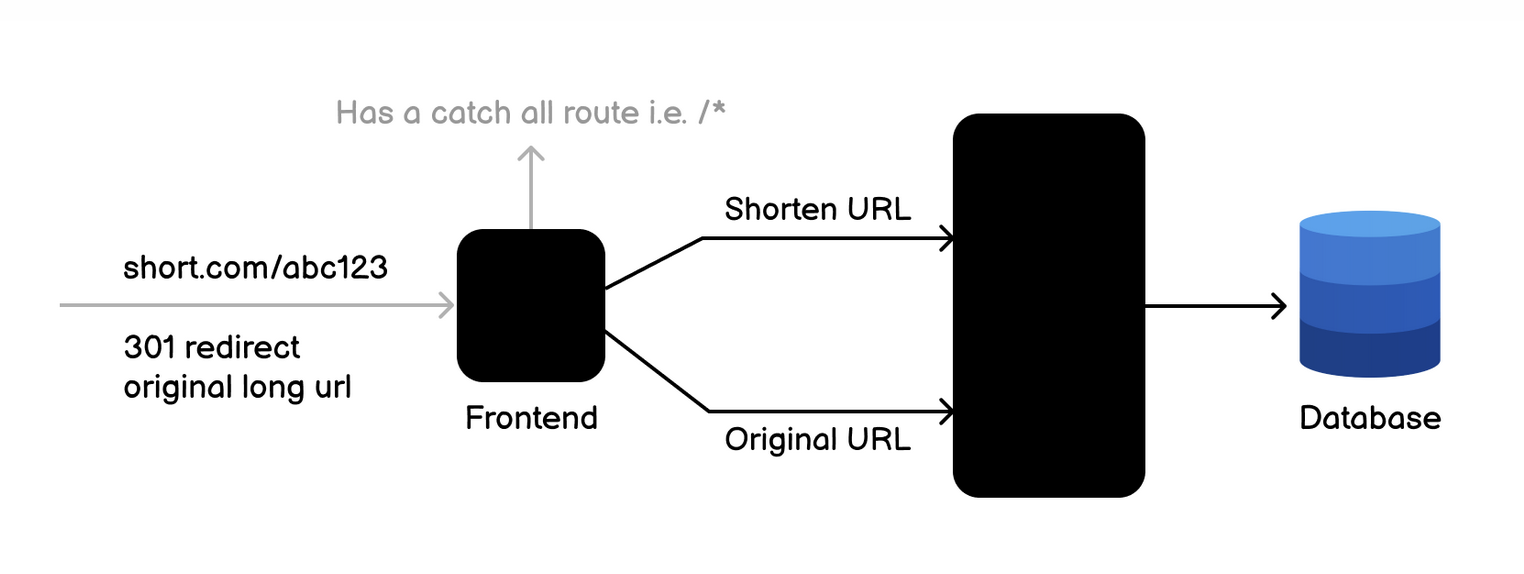 Has a catch all route i.e. /*
Shorten URL
short.com/abc123
301 redirect
original long url
Frontend
Original URL
Database